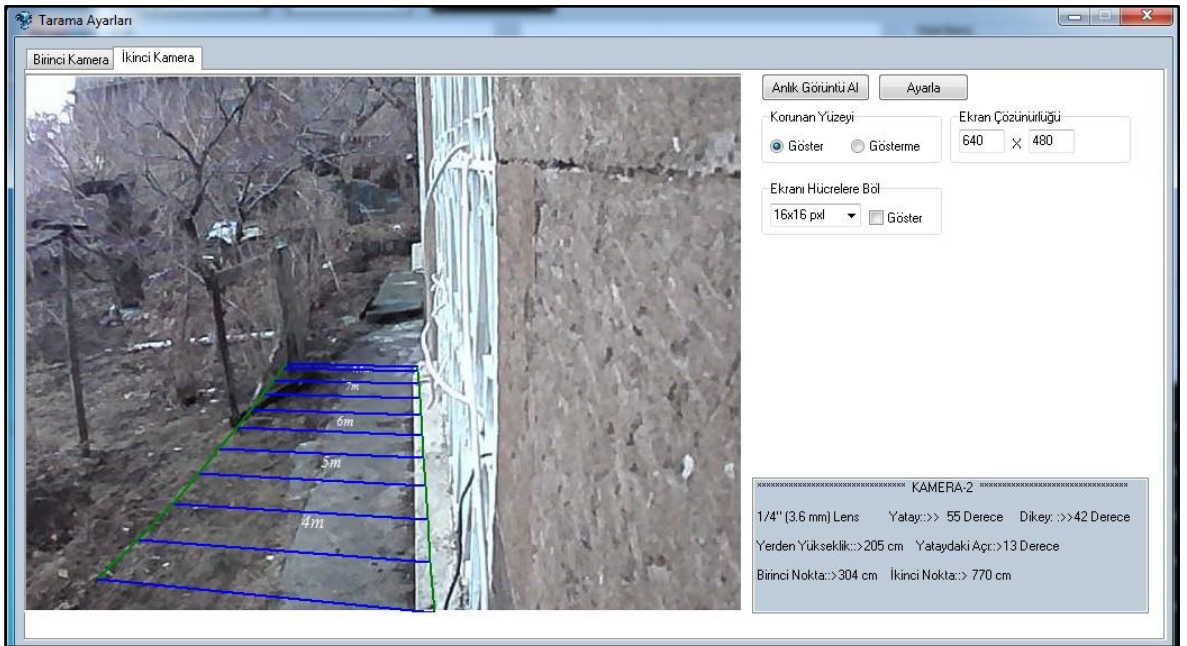 Tarama Ayarları
Birinci Kamera İkinci Kamera
Anlık Görüntü Al Ayarla
Korunan Yüzeyi Ekran Çözünürlüğü
Göster Gösterme 640 X 480
Ekranı Hücrelere Böl
16x16 pxl Göster
7m
6m
5m
4m
KAMERA-2
1/4'' (3.6 mm) Lens Yatay::>> 55 Derece Dikey: :>>42 Derece
Yerden Yükseklik::>205 cm Yataydaki Açı::>13 Derece
Birinci Nokta::>304 cm İkinci Nokta::> 770 cm